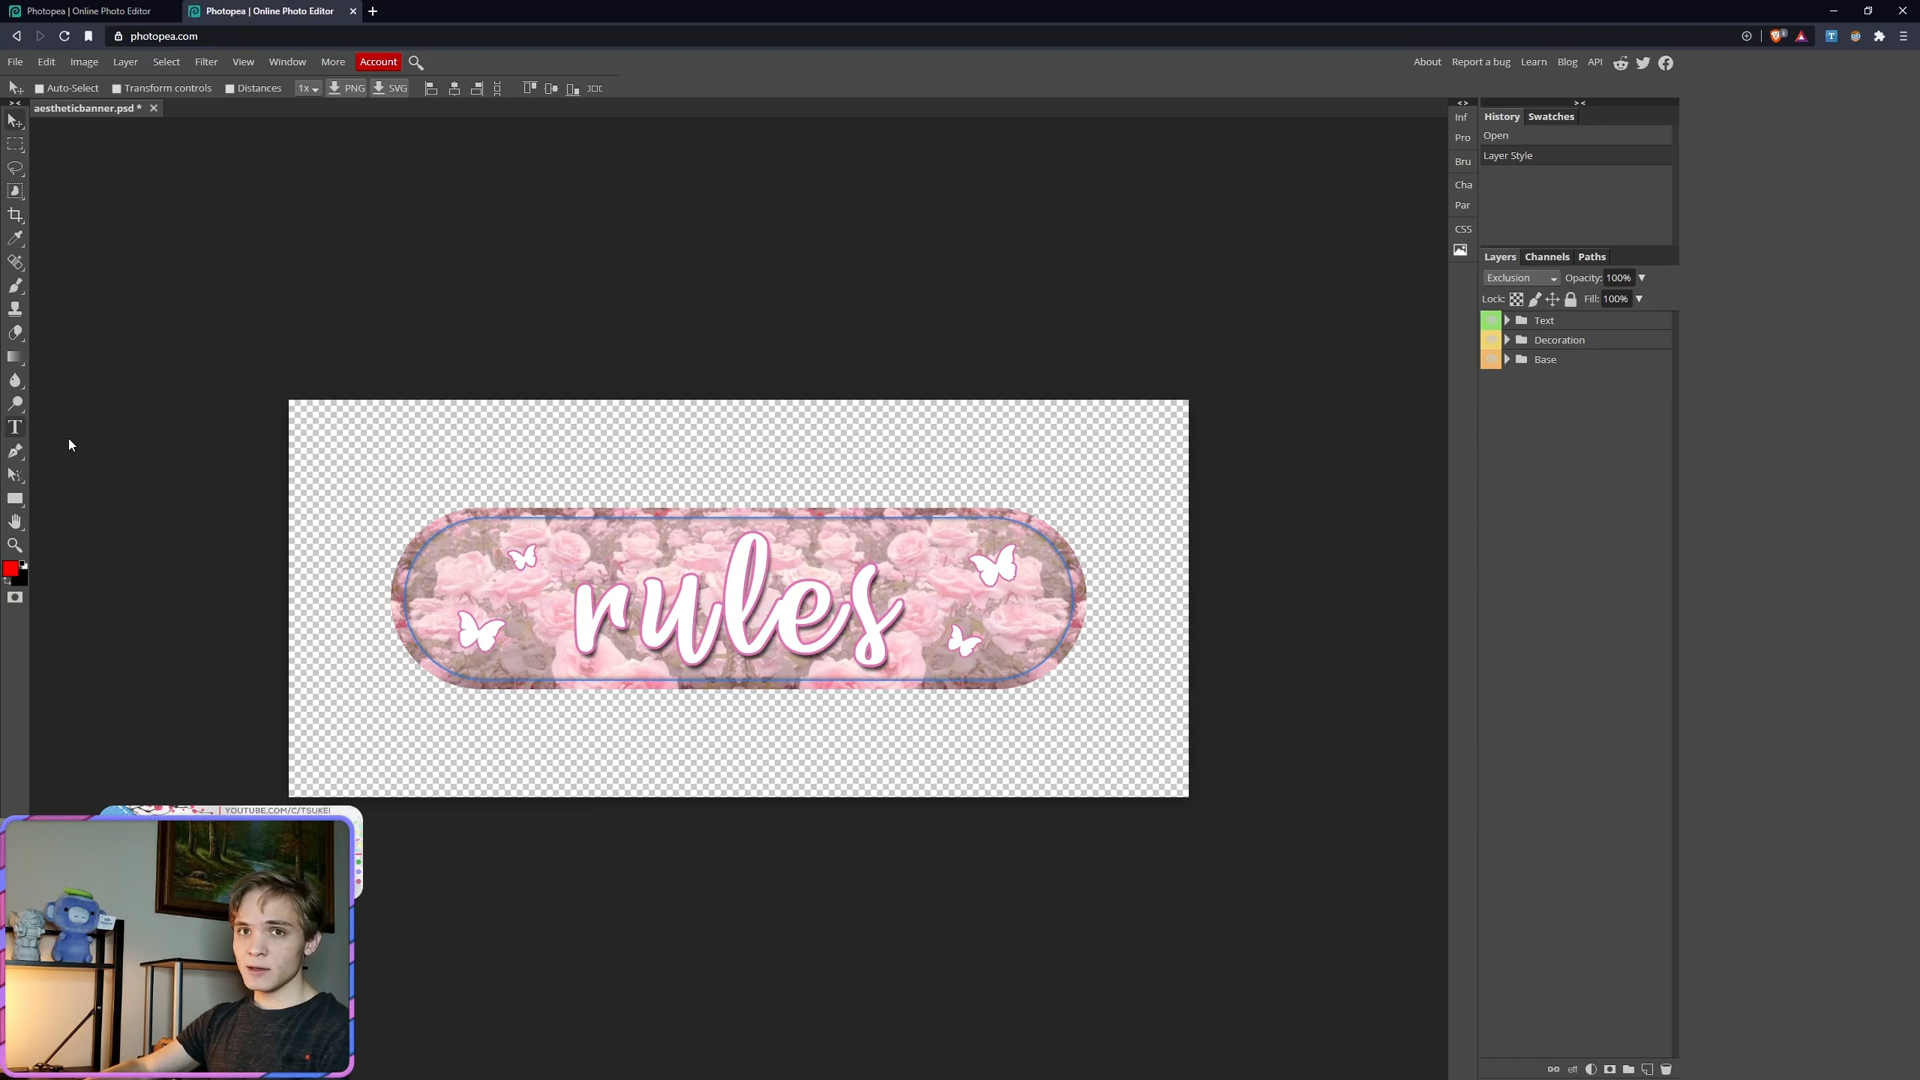 Photopea | Online Photo Editor
Photopea | Online Photo Editor
photopea.com
File Edit Image Layer Select Filter View Window More Account
About Report a bug Learn Blog API
Auto-Select Transform controls Distances 1x PNG SVG
aestheticbanner.psd *
Inf
Pro
Bru
Cha
Par
CSS
History Swatches
Open
Layer Style
Layers Channels Paths
Exclusion Opacity: 100%
Lock: Fill: 100%
Text
Decoration
Base
eff
rules
YOUTUBE.COM/C/TSUKEI